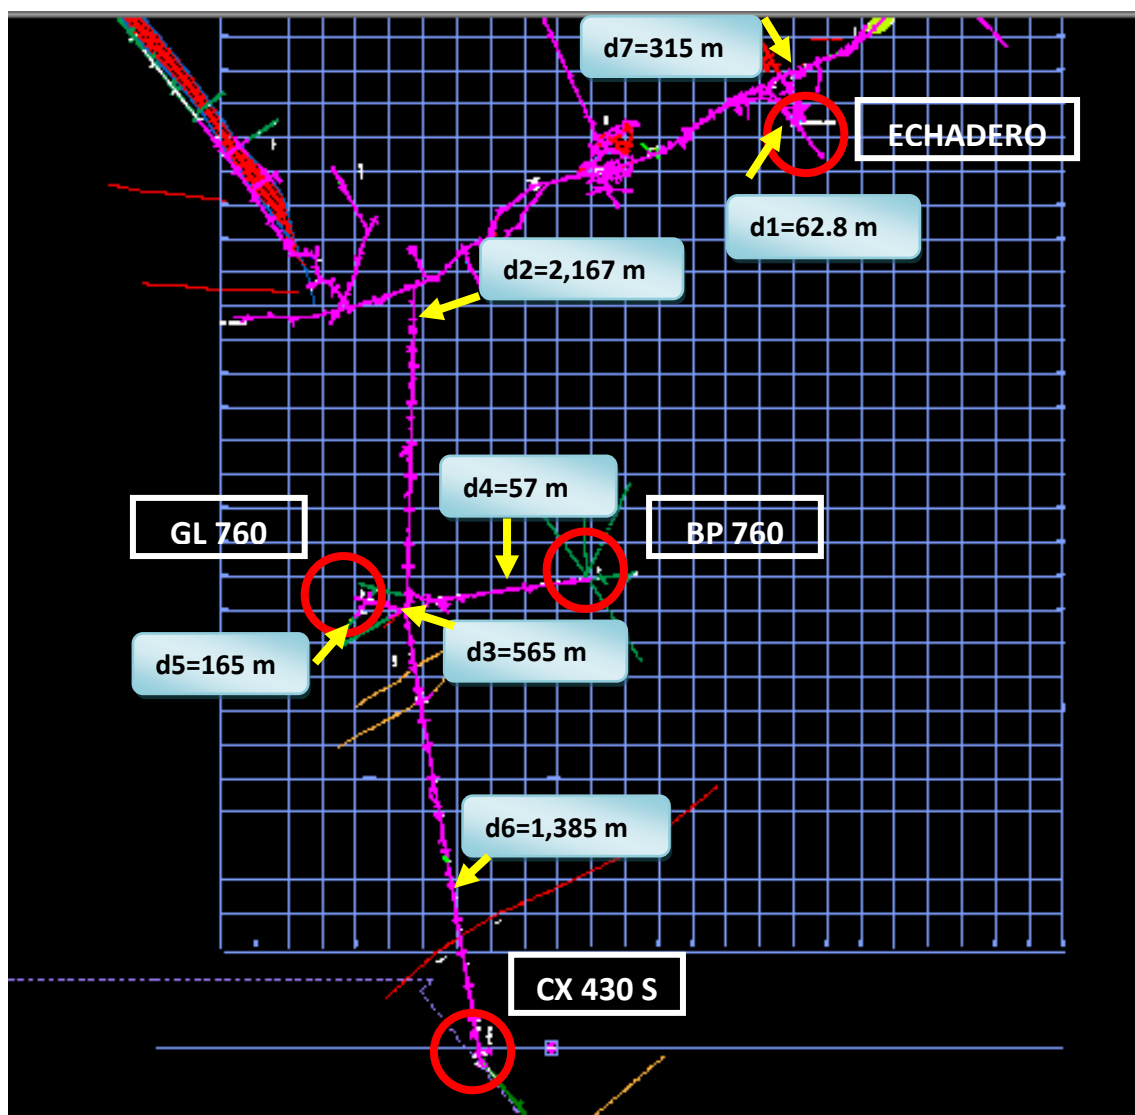 d7=315 m
ECHADERO
d1=62.8 m
d2=2,167 m
d4=57 m
GL 760
BP 760
d3=565 m
d5=165 m
d6=1,385 m
CX 430 S